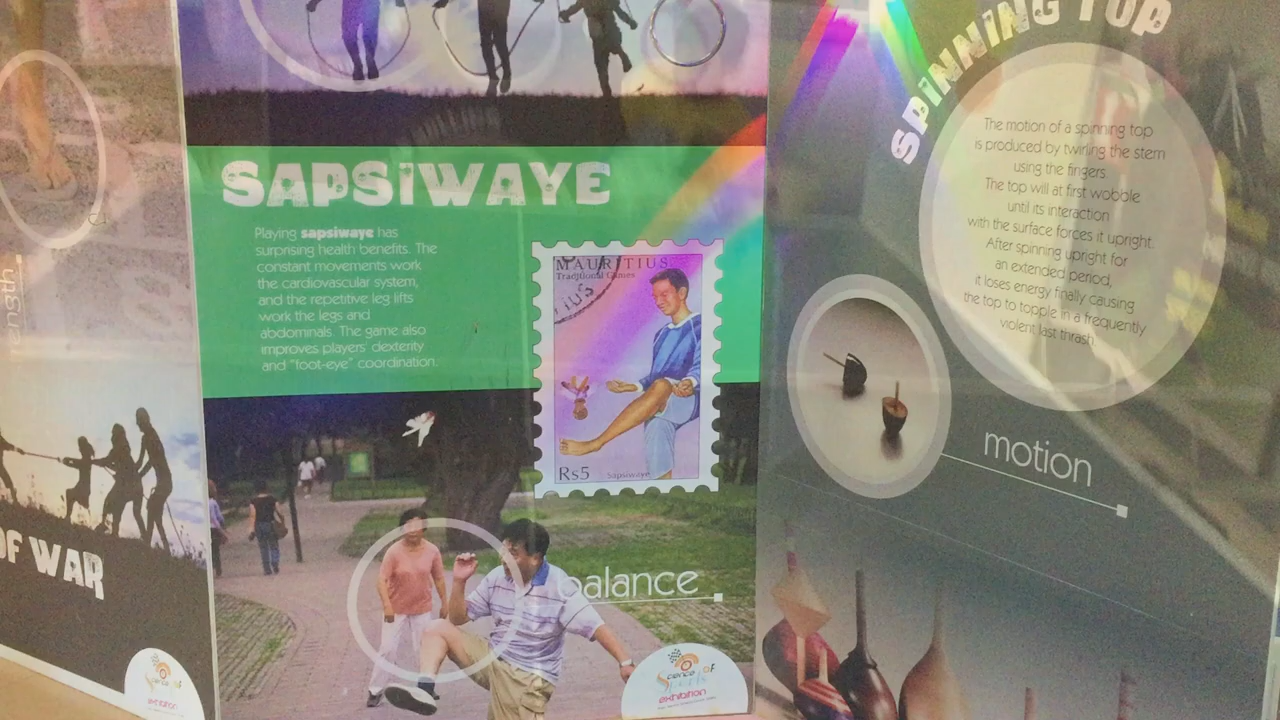 SAPSiWAYE
Playing sapsiwaye has
surprising health benefits. The
constant movements work
the cardiovascular system,
and the repetitive leg lifts
work the legs and
abdominals. The game also
improves players' dexterity
and "foot-eye" coordination.
MAURITIUS
Traditional Games
Rs5 Sapsiwaye
balance
OF WAR
SPiNNiNG TOP
The motion of a spinning top
is produced by twirling the stem
using the fingers.
The top will at first wobble
until its interaction
with the surface forces it upright.
After spinning upright for
an extended period,
it loses energy finally causing
the top to topple in a frequently
violent last thrash.
motion
Science OF
Sports
exhibition